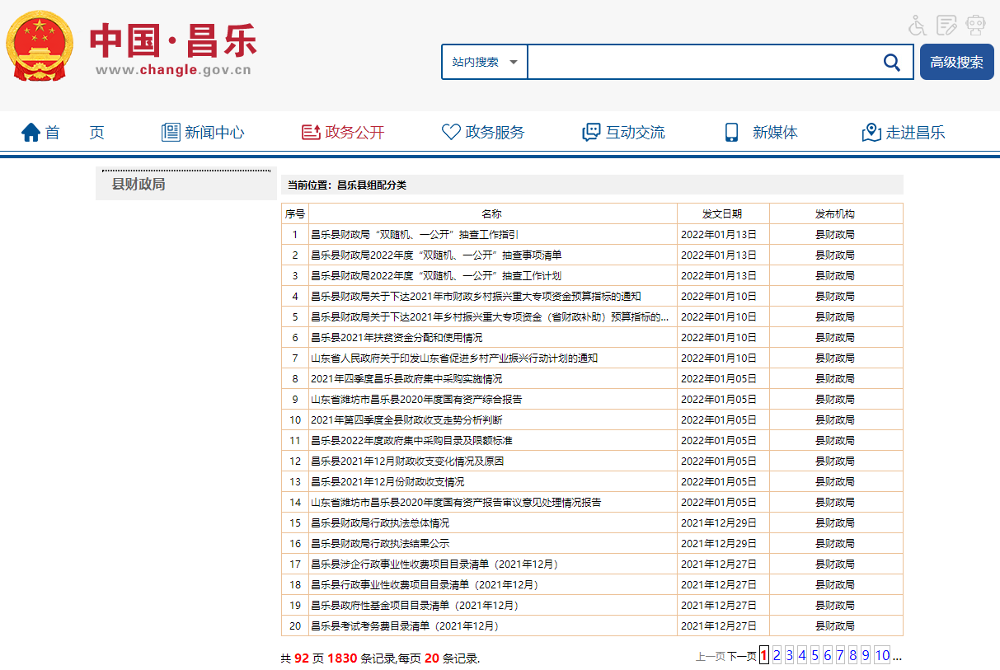 中国·昌乐
www.changle.gov.cn
站内搜索
高级搜索
首 页 新闻中心 政务公开 政务服务 互动交流 新媒体 走进昌乐
县财政局
当前位置：昌乐县组配分类
序号 名称 发文日期 发布机构
1 昌乐县财政局“双随机、一公开”抽查工作指引 2022年01月13日 县财政局
2 昌乐县财政局2022年度“双随机、一公开”抽查事项清单 2022年01月13日 县财政局
3 昌乐县财政局2022年度“双随机、一公开”抽查工作计划 2022年01月13日 县财政局
4 昌乐县财政局关于下达2021年市财政乡村振兴重大专项资金预算指标的通知 2022年01月10日 县财政局
5 昌乐县财政局关于下达2021年乡村振兴重大专项资金（省财政补助）预算指标的... 2022年01月10日 县财政局
6 昌乐县2021年扶贫资金分配和使用情况 2022年01月10日 县财政局
7 山东省人民政府关于印发山东省促进乡村产业振兴行动计划的通知 2022年01月10日 县财政局
8 2021年四季度昌乐县政府集中采购实施情况 2022年01月05日 县财政局
9 山东省潍坊市昌乐县2020年度国有资产综合报告 2022年01月05日 县财政局
10 2021年第四季度全县财政收支走势分析判断 2022年01月05日 县财政局
11 昌乐县2022年度政府集中采购目录及限额标准 2022年01月05日 县财政局
12 昌乐县2021年12月财政收支变化情况及原因 2022年01月05日 县财政局
13 昌乐县2021年12月份财政收支情况 2022年01月05日 县财政局
14 山东省潍坊市昌乐县2020年度国有资产报告审议意见处理情况报告 2022年01月05日 县财政局
15 昌乐县财政局行政执法总体情况 2021年12月29日 县财政局
16 昌乐县财政局行政执法结果公示 2021年12月29日 县财政局
17 昌乐县涉企行政事业性收费项目目录清单（2021年12月） 2021年12月27日 县财政局
18 昌乐县行政事业性收费项目目录清单（2021年12月） 2021年12月27日 县财政局
19 昌乐县政府性基金项目目录清单（2021年12月） 2021年12月27日 县财政局
20 昌乐县考试考务费目录清单（2021年12月） 2021年12月27日 县财政局
共 92 页 1830 条记录,每页 20 条记录. 上一页 下一页 1 2 3 4 5 6 7 8 9 10 ...